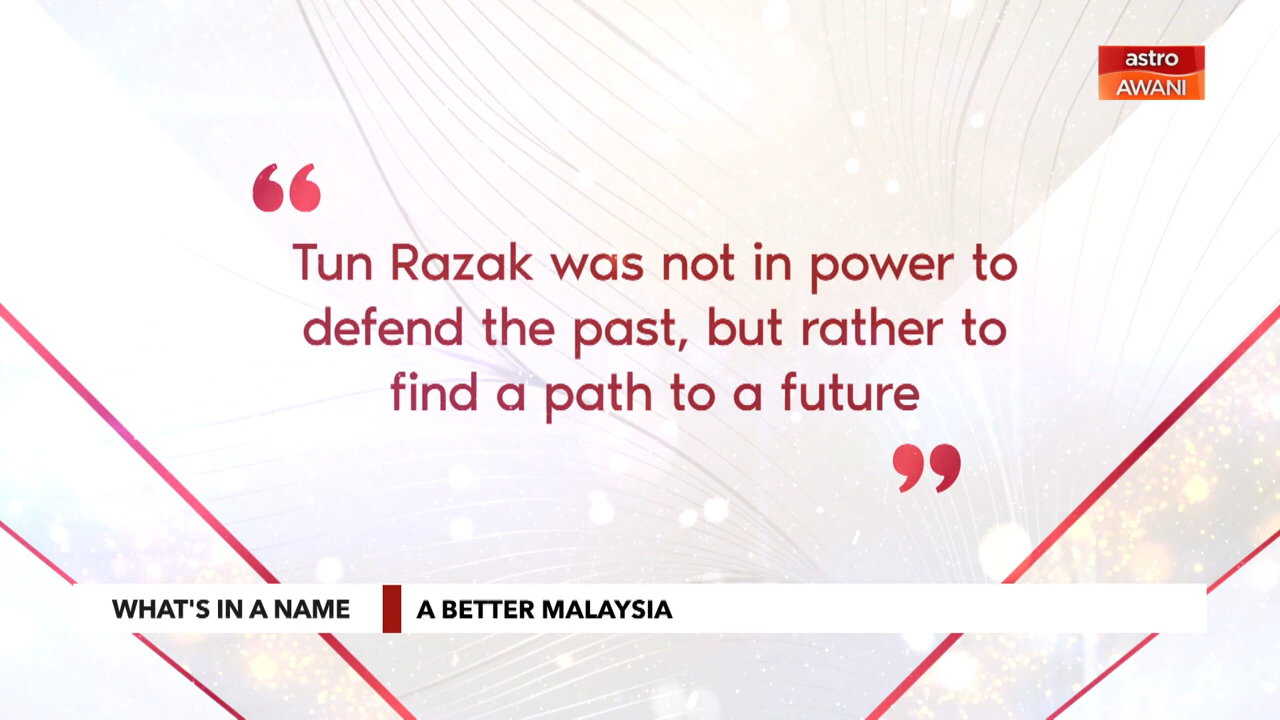 astro
AWANI
“
Tun Razak was not in power to
defend the past, but rather to
find a path to a future
”
WHAT'S IN A NAME
A BETTER MALAYSIA